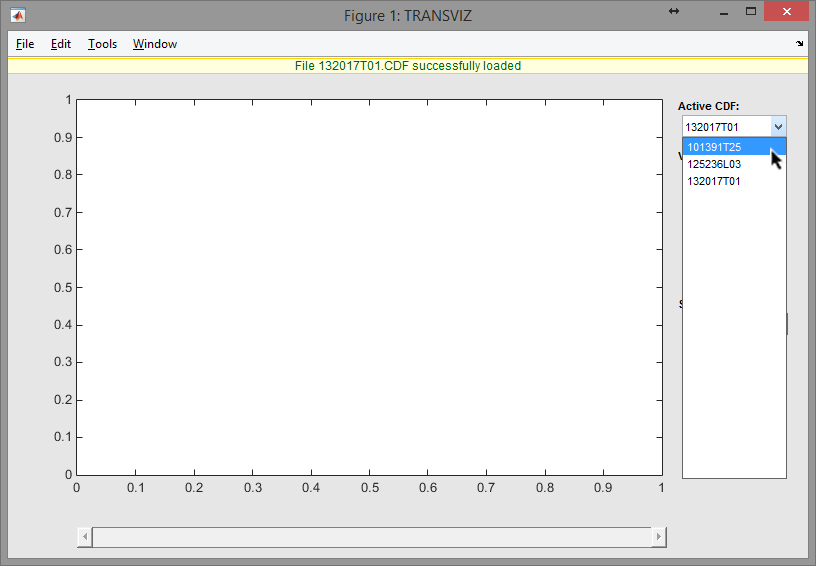 Figure 1: TRANSVIZ
File Edit Tools Window
File 132017T01.CDF successfully loaded
Active CDF:
132017T01
101391T25
125236L03
132017T01
1
0.9
0.8
0.7
0.6
0.5
0.4
0.3
0.2
0.1
0
0 0.1 0.2 0.3 0.4 0.5 0.6 0.7 0.8 0.9 1